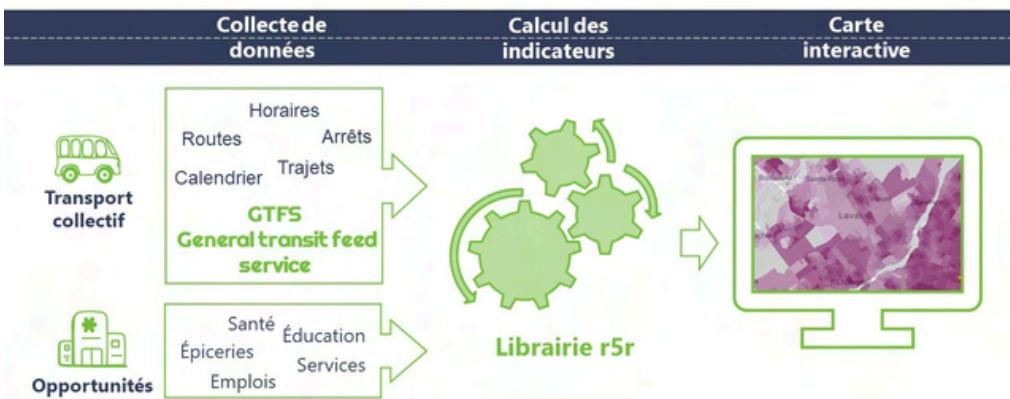 Collecte de
données
Calcul des
indicateurs
Carte
interactive
Transport
collectif
Horaires
Routes
Arrêts
Trajets
Calendrier
GTFS
General transit feed
service
Opportunités
Santé
Éducation
Épiceries
Services
Emplois
Librairie r5r
Laval